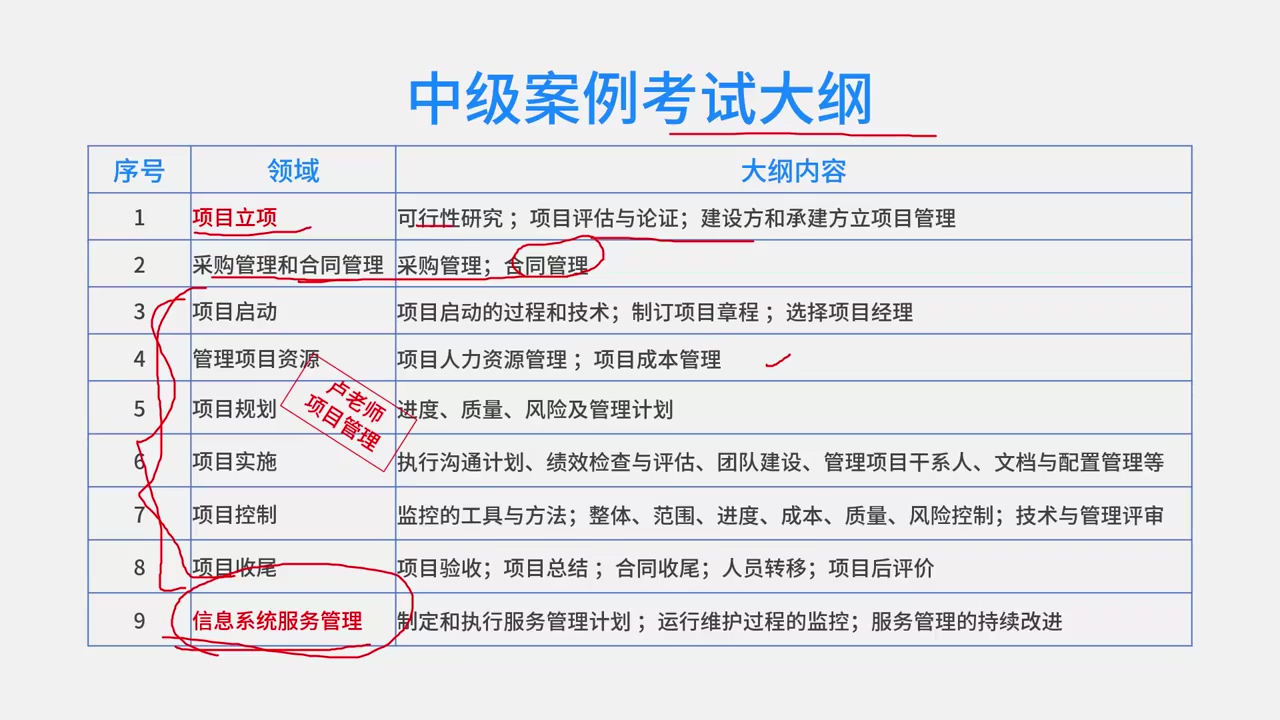 中级案例考试大纲
序号 领域 大纲内容
1 项目立项 可行性研究；项目评估与论证；建设方和承建方立项目管理
2 采购管理和合同管理 采购管理；合同管理
3 项目启动 项目启动的过程和技术；制订项目章程；选择项目经理
4 管理项目资源 项目人力资源管理；项目成本管理
5 项目规划 进度、质量、风险及管理计划
6 项目实施 执行沟通计划、绩效检查与评估、团队建设、管理项目干系人、文档与配置管理等
7 项目控制 监控的工具与方法；整体、范围、进度、成本、质量、风险控制；技术与管理评审
8 项目收尾 项目验收；项目总结；合同收尾；人员转移；项目后评价
9 信息系统服务管理 制定和执行服务管理计划；运行维护过程的监控；服务管理的持续改进
卢老师
项目管理